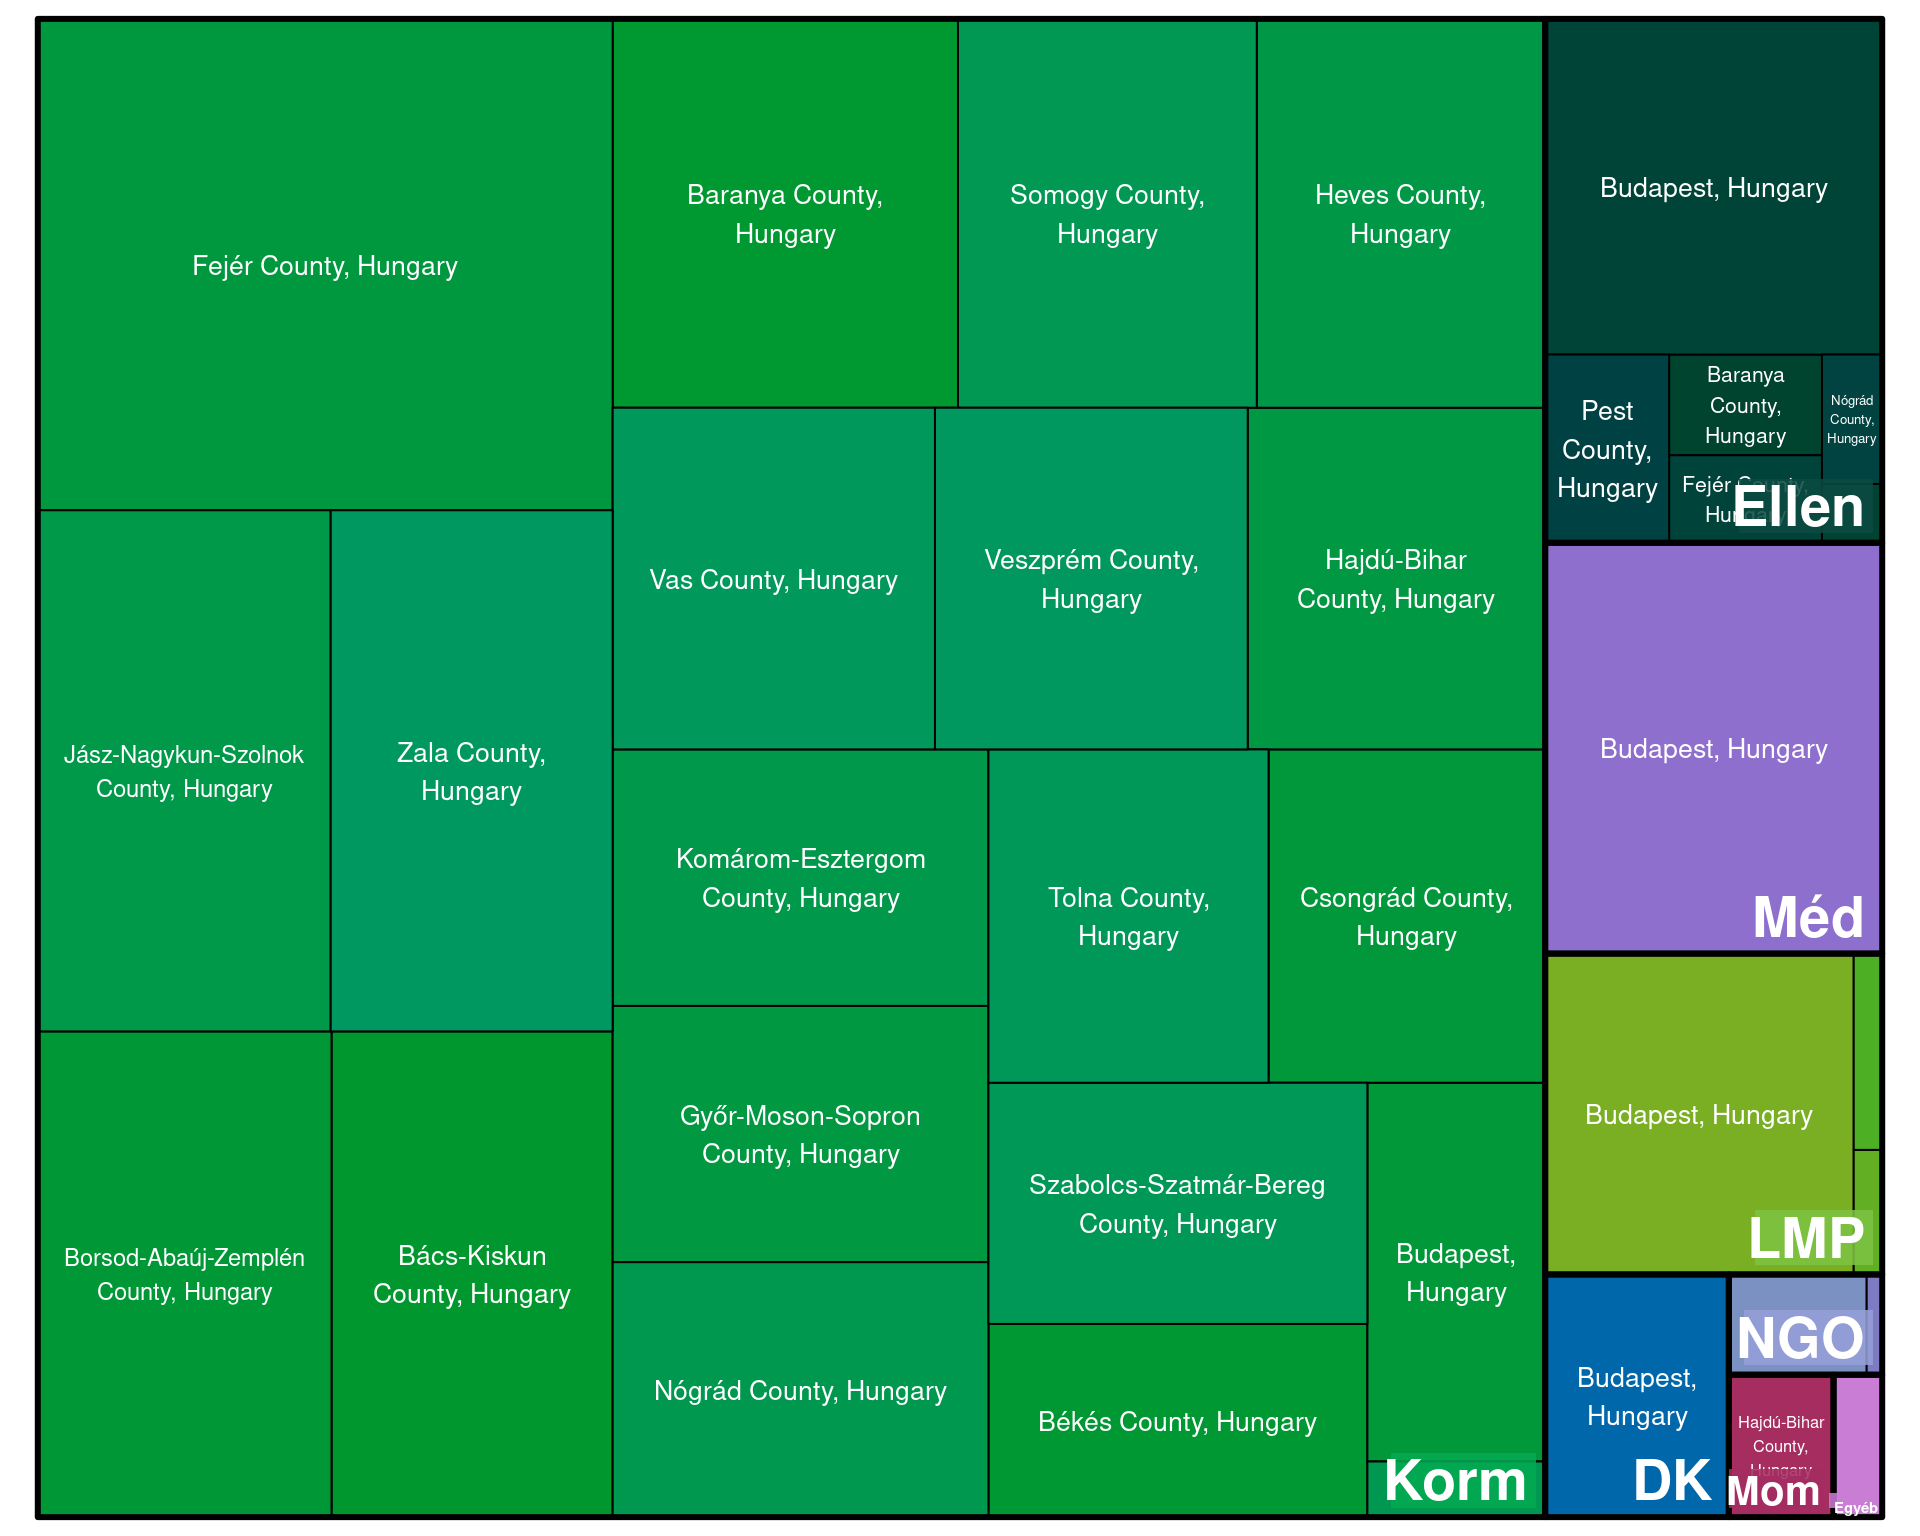 Fejér County, Hungary
Baranya County,
Hungary
Somogy County,
Hungary
Heves County,
Hungary
Vas County, Hungary
Veszprém County,
Hungary
Hajdú-Bihar
County, Hungary
Jász-Nagykun-Szolnok
County, Hungary
Zala County,
Hungary
Komárom-Esztergom
County, Hungary
Tolna County,
Hungary
Csongrád County,
Hungary
Borsod-Abaúj-Zemplén
County, Hungary
Bács-Kiskun
County, Hungary
Győr-Moson-Sopron
County, Hungary
Nógrád County, Hungary
Szabolcs-Szatmár-Bereg
County, Hungary
Békés County, Hungary
Budapest,
Hungary
Korm
Budapest, Hungary
Pest
County,
Hungary
Baranya
County,
Hungary
Nógrád
County,
Hungary
Fejér County,
Hungary
Ellen
Budapest, Hungary
Méd
Budapest, Hungary
LMP
Budapest,
Hungary
DK
NGO
Hajdú-Bihar
County,
Hungary
Mom
Egyéb